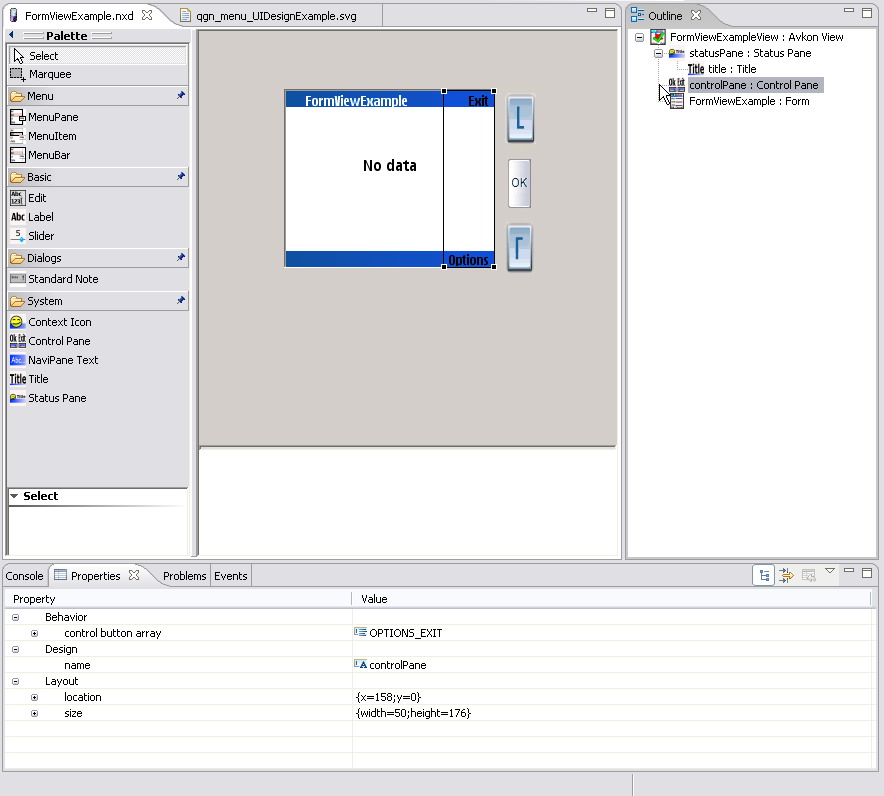 FormViewExample.nxd
qgn_menu_UIDesignExample.svg
Palette
Select
Marquee
Menu
MenuPane
MenuItem
MenuBar
Basic
Edit
Label
Slider
Dialogs
Standard Note
System
Context Icon
Control Pane
NaviPane Text
Title
Status Pane
Select
FormViewExample
Exit
No data
Options
OK
Outline
FormViewExampleView : Avkon View
statusPane : Status Pane
title : Title
controlPane : Control Pane
FormViewExample : Form
Console
Properties
Problems
Events
Property Value
Behavior
control button array OPTIONS_EXIT
Design
name controlPane
Layout
location {x=158;y=0}
size {width=50;height=176}